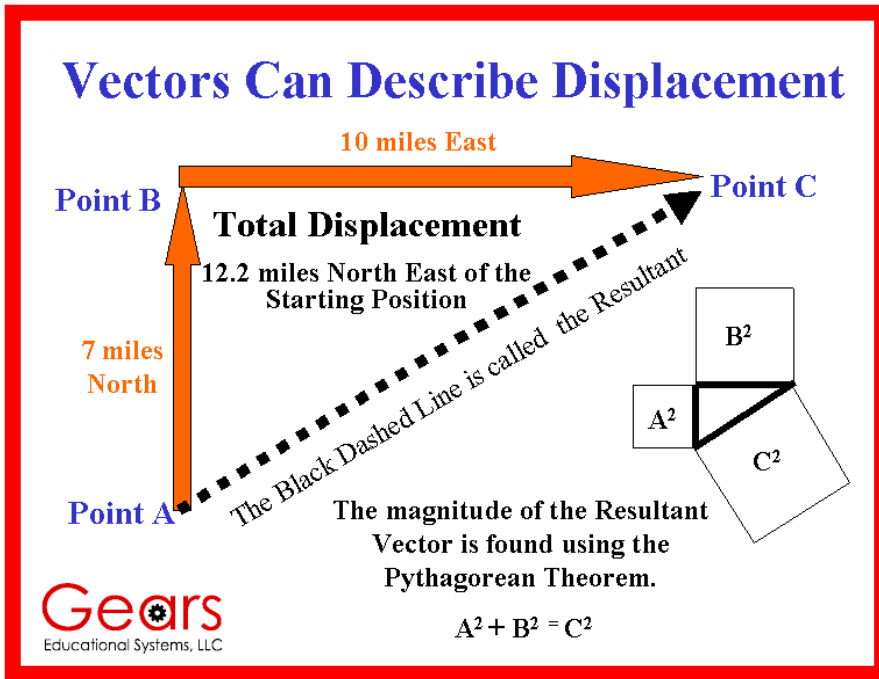 Vectors Can Describe Displacement
10 miles East
Point B
Point C
Total Displacement
12.2 miles North East of the
Starting Position
7 miles
North
The Black Dashed Line is called the Resultant
B²
A²
C²
Point A
The magnitude of the Resultant
Vector is found using the
Pythagorean Theorem.
A² + B² = C²
Gears
Educational Systems, LLC